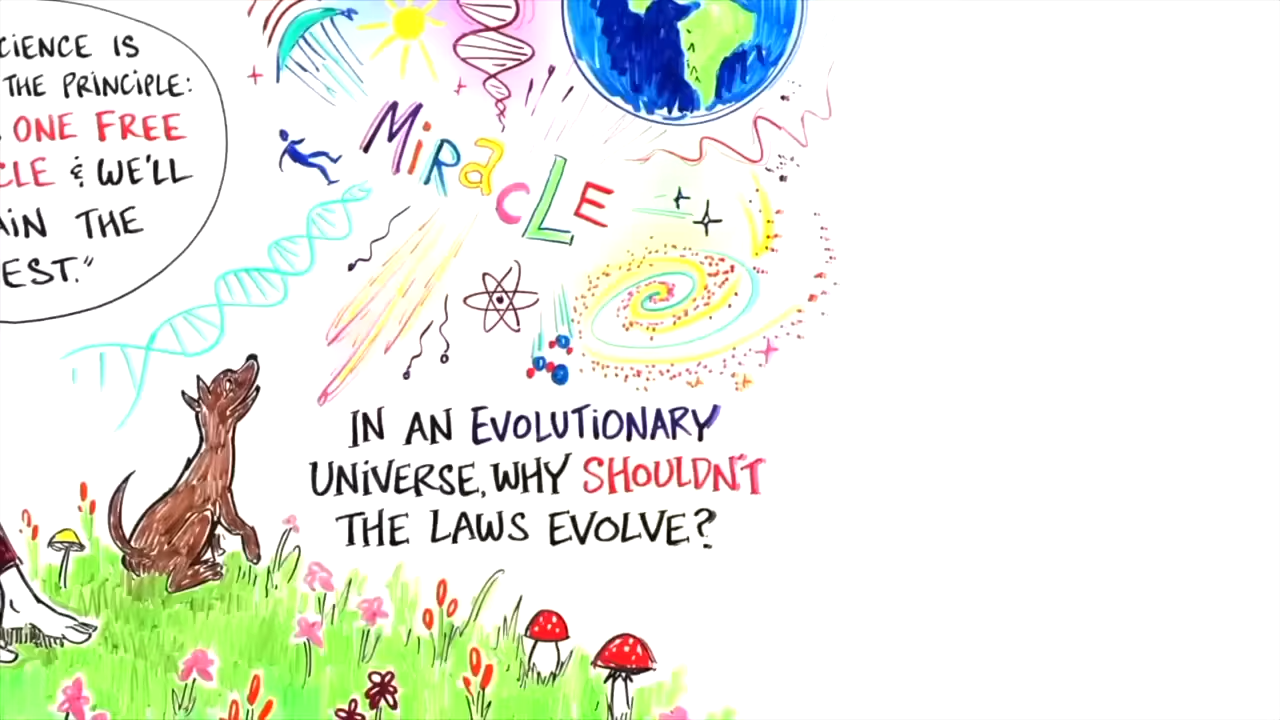 CIENCE IS
THE PRINCIPLE:
ONE FREE
CLE & WE'LL
AIN THE
EST."
MIRaCLE
IN AN EVOLUTIONARY
UNIVERSE, WHY SHOULDN'T
THE LAWS EVOLVE?